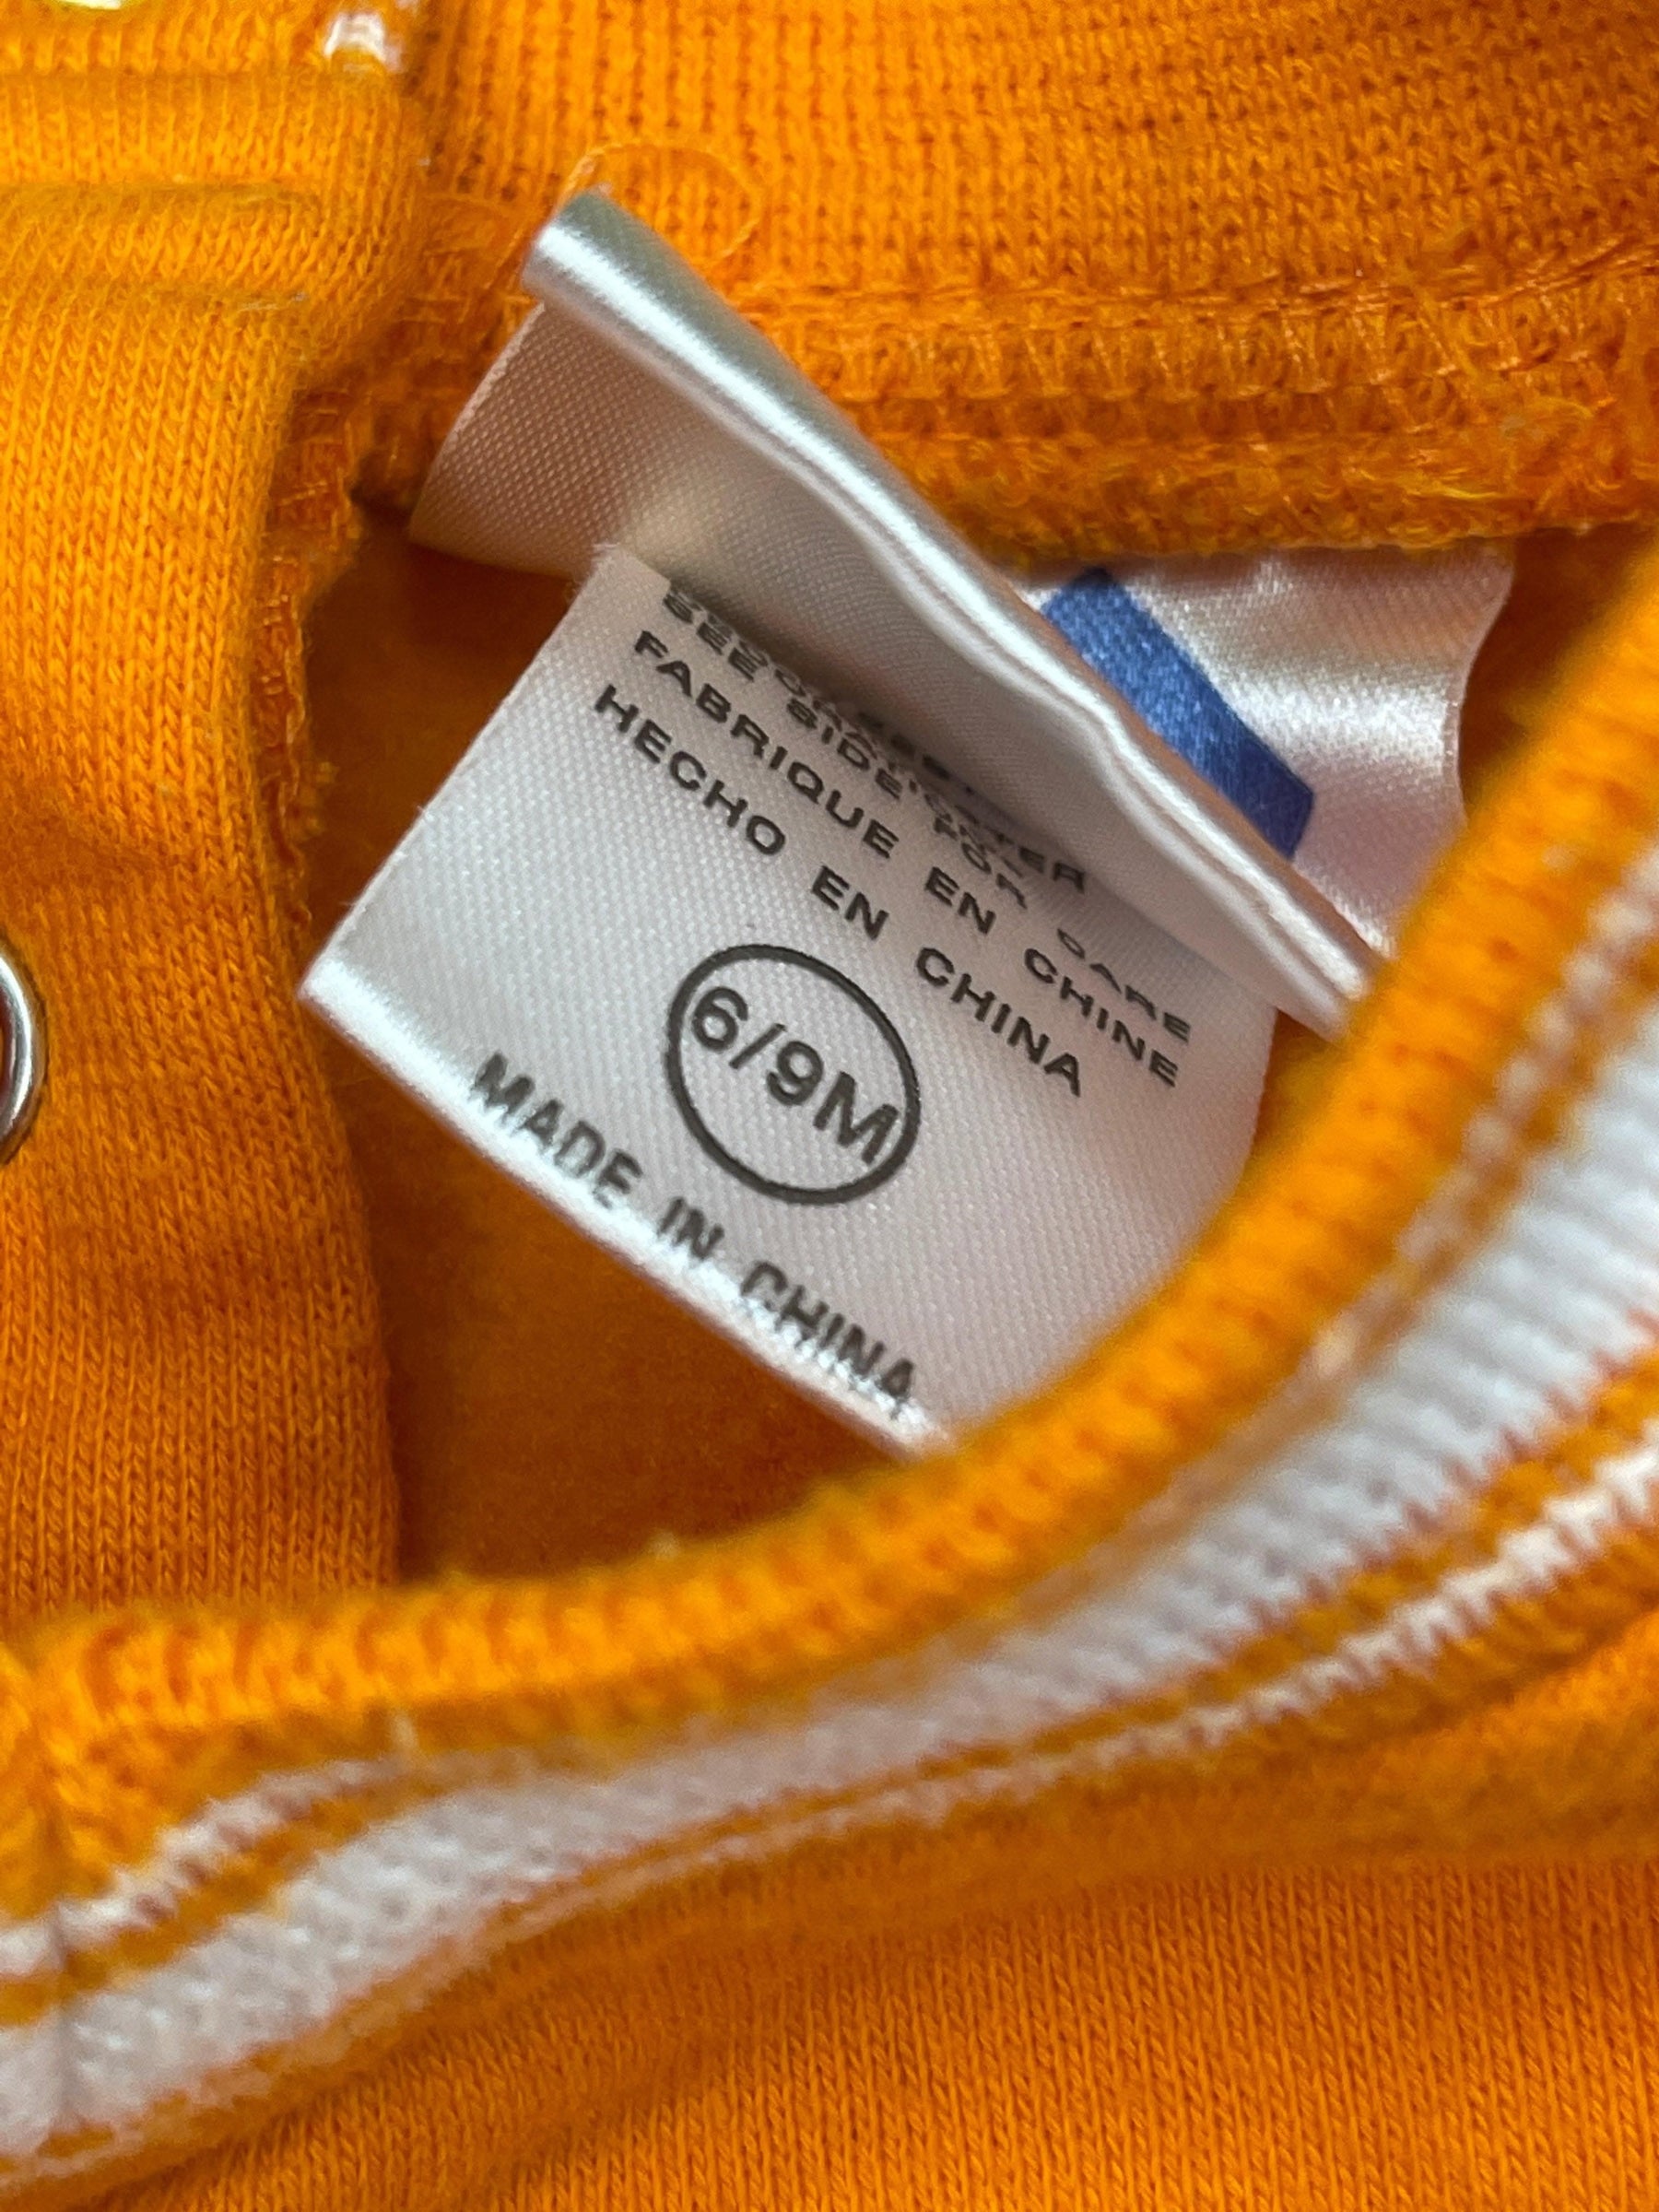 SEE SIDE FOR CARE
FABRIQUE EN CHINE
HECHO EN CHINA
6/9M
MADE IN CHINA